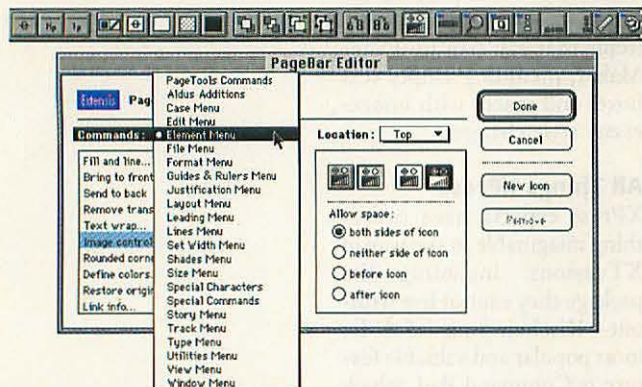 PageBar Editor
Extensis Pag
Commands:
Fill and line...
Bring to front
Send to back
Remove trans
Text wrap...
Image control
Rounded corne
Define colors.
Restore origin
Link info...
PageTools Commands
Aldus Additions
Case Menu
Edit Menu
Element Menu
File Menu
Format Menu
Guides & Rulers Menu
Justification Menu
Layout Menu
Leading Menu
Lines Menu
Set Width Menu
Shades Menu
Size Menu
Special Characters
Special Commands
Story Menu
Track Menu
Type Menu
Utilities Menu
View Menu
Window Menu
Location: Top
Allow space:
both sides of icon
neither side of icon
before icon
after icon
Done
Cancel
New Icon
Remove